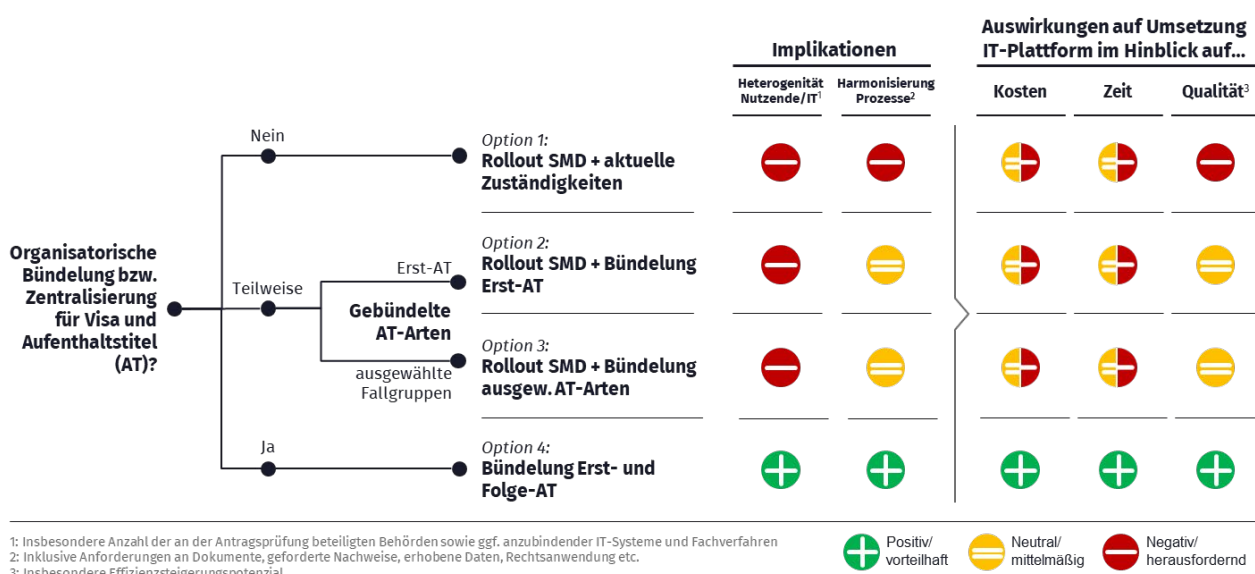 Auswirkungen auf Umsetzung
IT-Plattform im Hinblick auf...
Implikationen
Heterogenität
Nutzende/IT1
Harmonisierung
Prozesse2
Kosten
Zeit
Qualität3
Organisatorische
Bündelung bzw.
Zentralisierung
für Visa und
Aufenthaltstitel
(AT)?
Nein
Option 1:
Rollout SMD + aktuelle
Zuständigkeiten
Teilweise
Gebündelte
AT-Arten
Erst-AT
Option 2:
Rollout SMD + Bündelung
Erst-AT
ausgewählte
Fallgruppen
Option 3:
Rollout SMD + Bündelung
ausgew. AT-Arten
Ja
Option 4:
Bündelung Erst- und
Folge-AT
1: Insbesondere Anzahl der an der Antragsprüfung beteiligten Behörden sowie ggf. anzubindender IT-Systeme und Fachverfahren
2: Inklusive Anforderungen an Dokumente, geforderte Nachweise, erhobene Daten, Rechtsanwendung etc.
3: Insbesondere Effizienzsteigerungspotenzial
Positiv/
vorteilhaft
Neutral/
mittelmäßig
Negativ/
herausfordernd